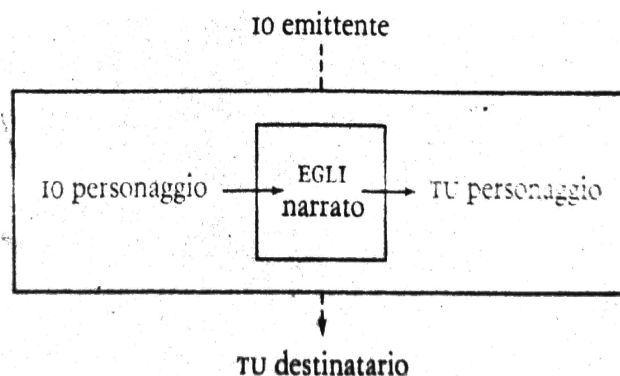 IO emittente
IO personaggio
EGLI
narrato
TU personaggio
TU destinatario